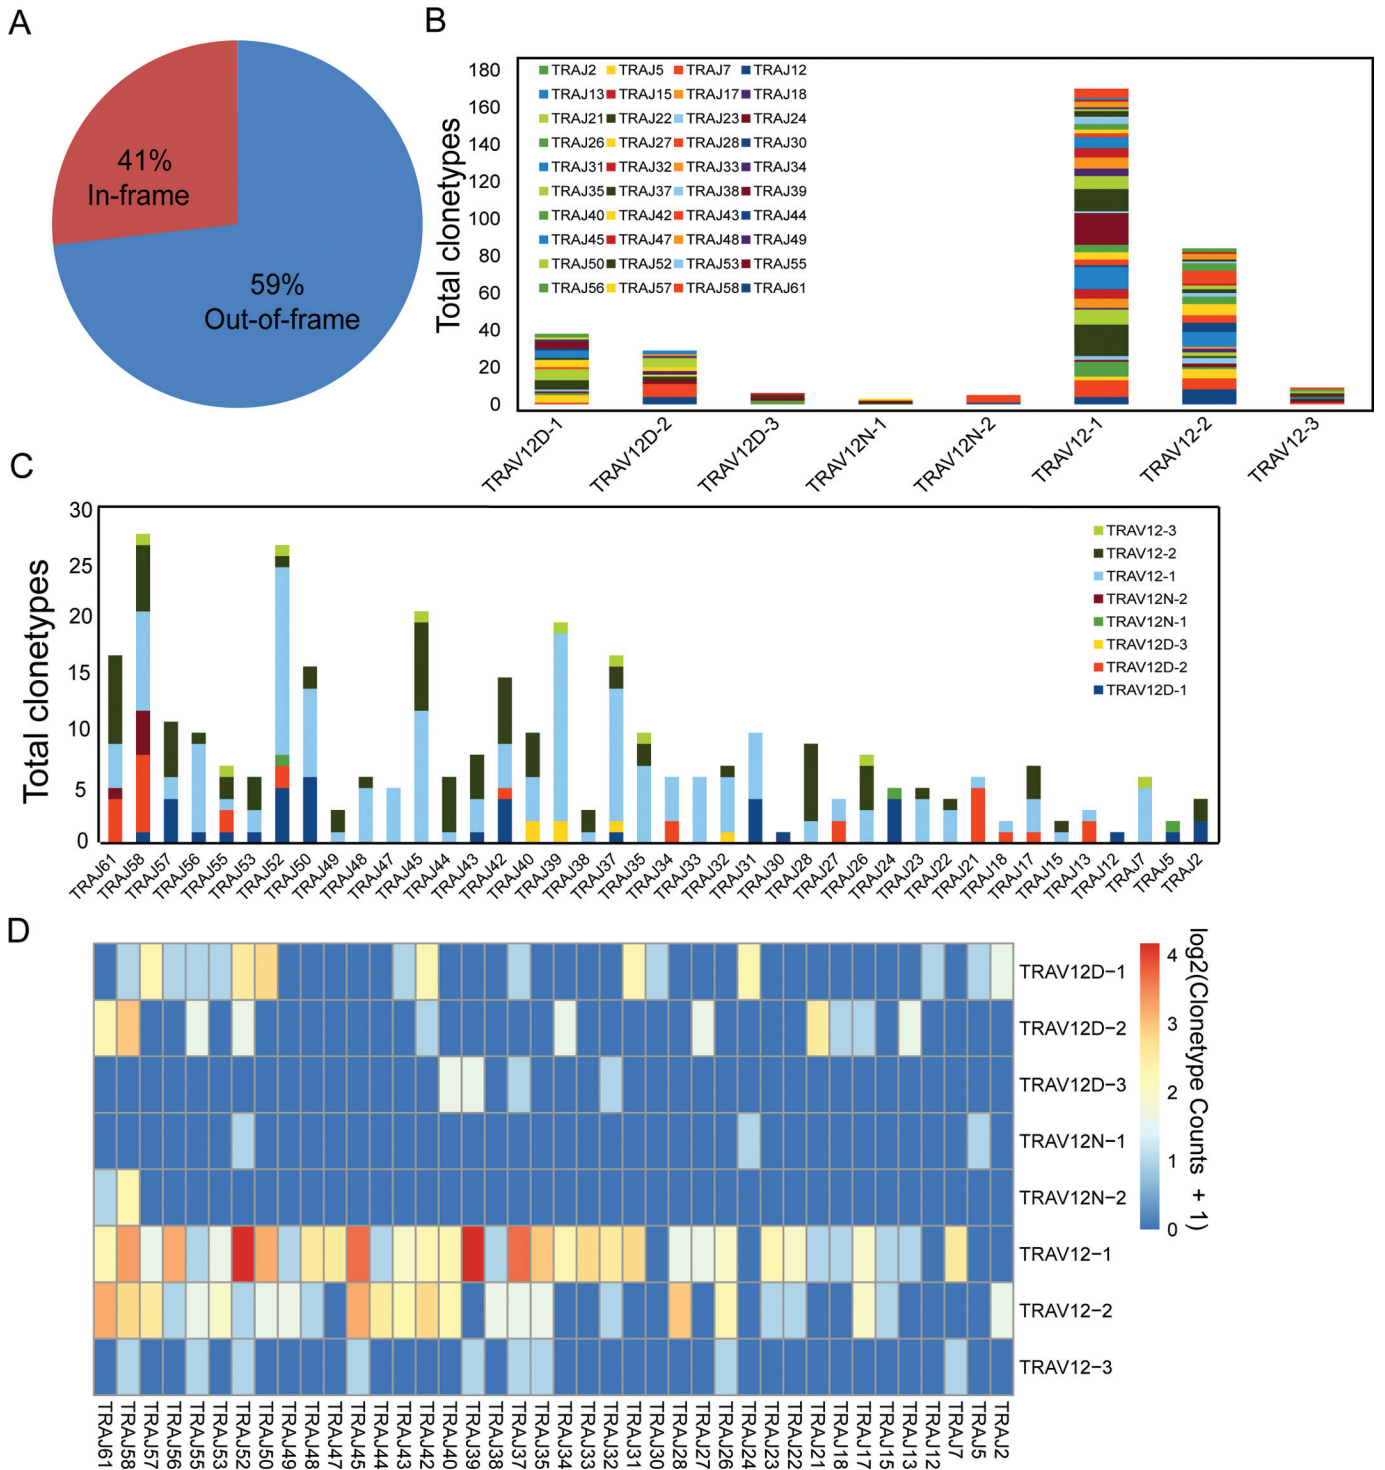 A
41%
In-frame
59%
Out-of-frame
B
Total clonetypes
180
160
140
120
100
80
60
40
20
0
TRAJ2 TRAJ5 TRAJ7 TRAJ12
TRAJ13 TRAJ15 TRAJ17 TRAJ18
TRAJ21 TRAJ22 TRAJ23 TRAJ24
TRAJ26 TRAJ27 TRAJ28 TRAJ30
TRAJ31 TRAJ32 TRAJ33 TRAJ34
TRAJ35 TRAJ37 TRAJ38 TRAJ39
TRAJ40 TRAJ42 TRAJ43 TRAJ44
TRAJ45 TRAJ47 TRAJ48 TRAJ49
TRAJ50 TRAJ52 TRAJ53 TRAJ55
TRAJ56 TRAJ57 TRAJ58 TRAJ61
TRAV12D-1 TRAV12D-2 TRAV12D-3 TRAV12N-1 TRAV12N-2 TRAV12-1 TRAV12-2 TRAV12-3
C
Total clonetypes
30
25
20
15
10
5
0
TRAV12-3
TRAV12-2
TRAV12-1
TRAV12N-2
TRAV12N-1
TRAV12D-3
TRAV12D-2
TRAV12D-1
TRAJ61 TRAJ58 TRAJ57 TRAJ56 TRAJ55 TRAJ53 TRAJ52 TRAJ50 TRAJ49 TRAJ48 TRAJ47 TRAJ45 TRAJ44 TRAJ43 TRAJ42 TRAJ40 TRAJ39 TRAJ38 TRAJ37 TRAJ35 TRAJ34 TRAJ33 TRAJ32 TRAJ31 TRAJ30 TRAJ28 TRAJ27 TRAJ26 TRAJ24 TRAJ23 TRAJ22 TRAJ21 TRAJ18 TRAJ17 TRAJ15 TRAJ13 TRAJ12 TRAJ7 TRAJ5 TRAJ2
D
TRAV12D−1
TRAV12D−2
TRAV12D−3
TRAV12N−1
TRAV12N−2
TRAV12−1
TRAV12−2
TRAV12−3
4
3
2
1
0
log2(Clonetype Counts + 1)
TRAJ61 TRAJ58 TRAJ57 TRAJ56 TRAJ55 TRAJ53 TRAJ52 TRAJ50 TRAJ49 TRAJ48 TRAJ47 TRAJ45 TRAJ44 TRAJ43 TRAJ42 TRAJ40 TRAJ39 TRAJ38 TRAJ37 TRAJ35 TRAJ34 TRAJ33 TRAJ32 TRAJ31 TRAJ30 TRAJ28 TRAJ27 TRAJ26 TRAJ24 TRAJ23 TRAJ22 TRAJ21 TRAJ18 TRAJ17 TRAJ15 TRAJ13 TRAJ12 TRAJ7 TRAJ5 TRAJ2